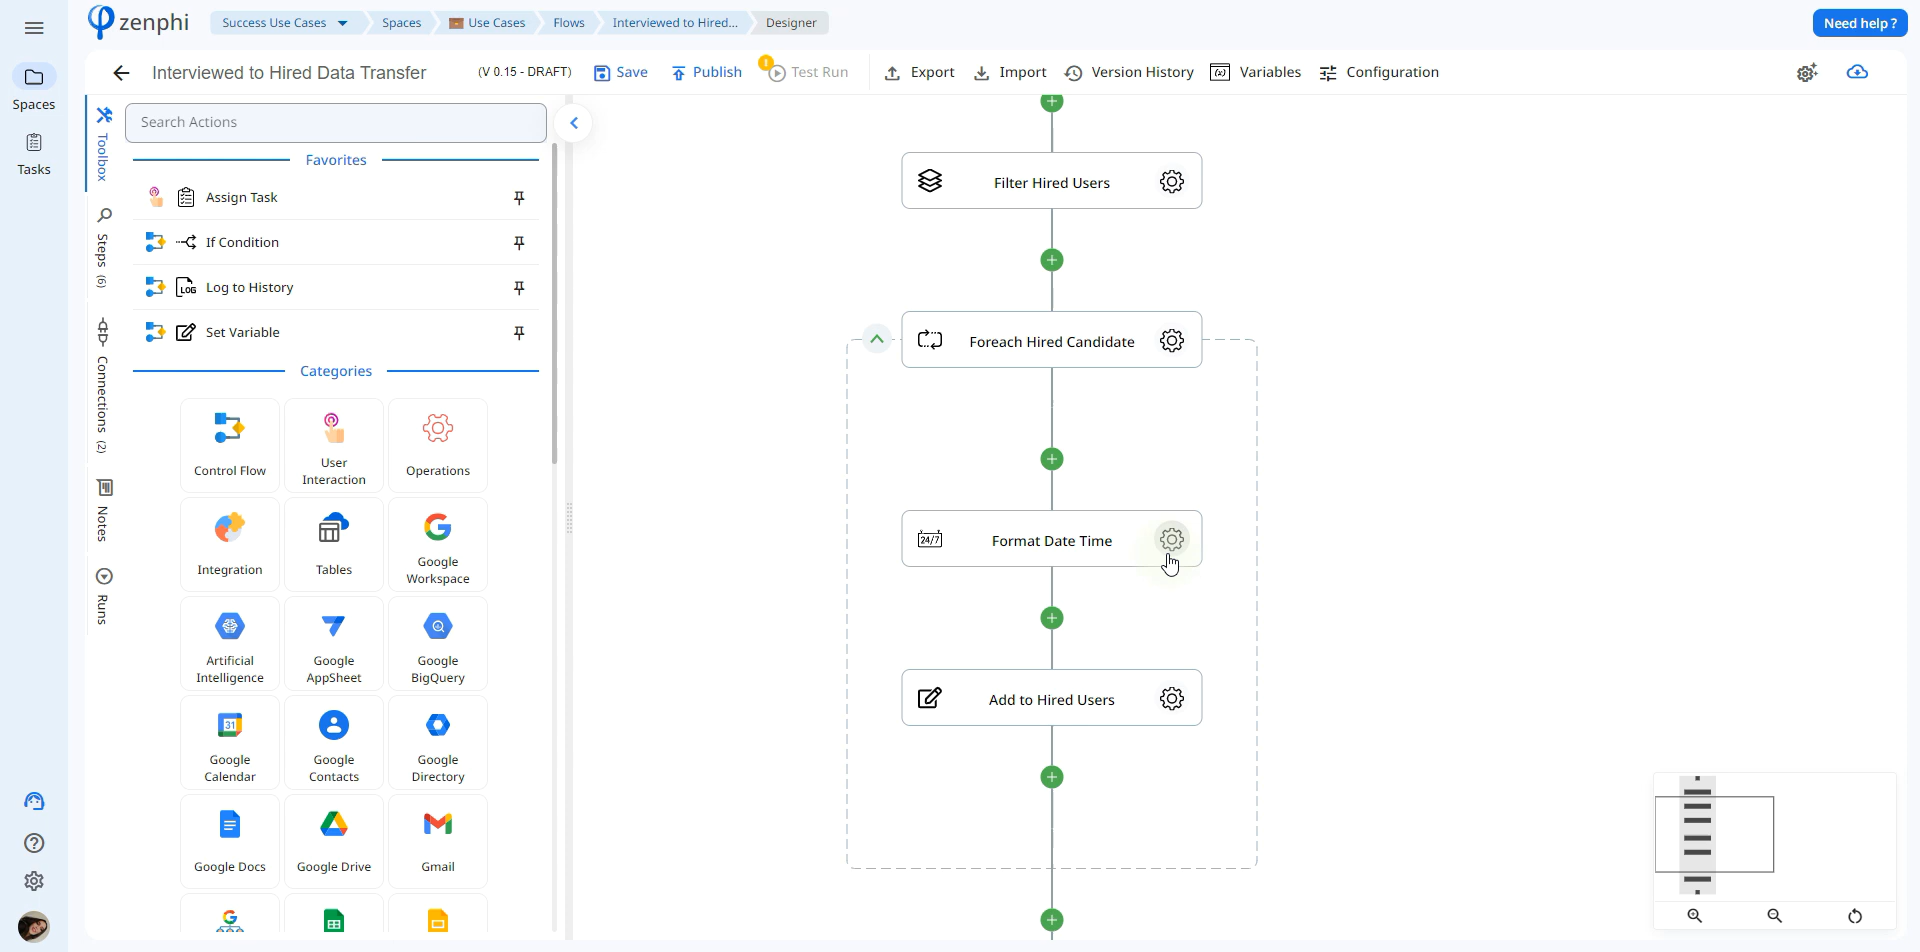 zenphi
Success Use Cases
Spaces
Use Cases
Flows
Interviewed to Hired...
Designer
Need help ?
Interviewed to Hired Data Transfer
(V 0.15 - DRAFT)
Save
Publish
!
Test Run
Export
Import
Version History
(x)
Variables
Configuration
Spaces
Tasks
Toolbox
Steps (6)
Connections (2)
Notes
Runs
Search Actions
Favorites
Assign Task
If Condition
LOG
Log to History
Set Variable
Categories
Control Flow
User
Interaction
Operations
Integration
Tables
Google
Workspace
Artificial
Intelligence
Google
AppSheet
Google
BigQuery
31
Google
Calendar
Google
Contacts
Google
Directory
Google Docs
Google Drive
Gmail
Filter Hired Users
Foreach Hired Candidate
24/7
Format Date Time
Add to Hired Users